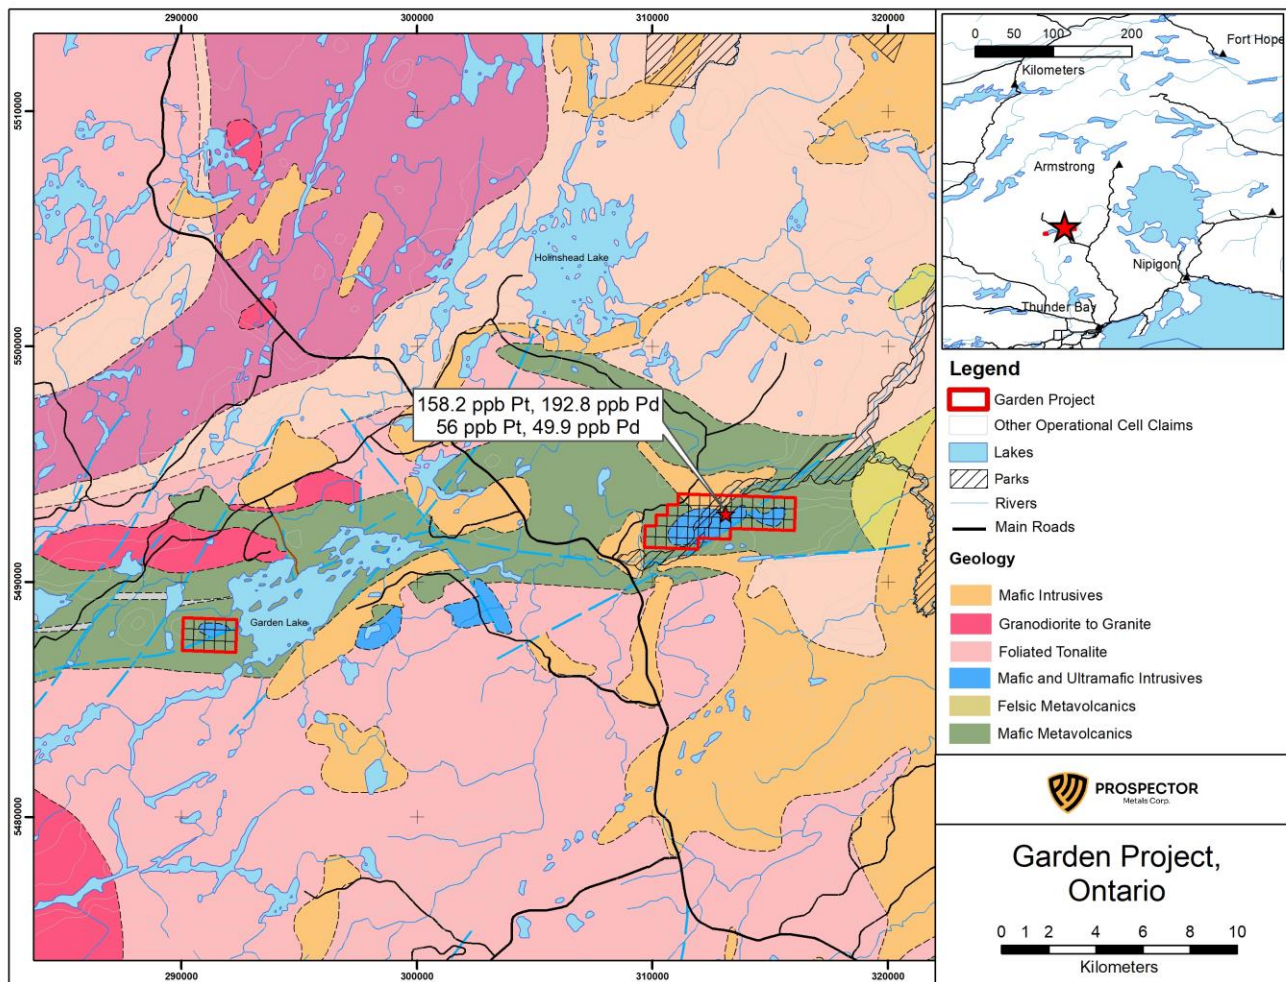 290000
300000
310000
320000
5510000
5500000
5490000
5480000
Holmshead Lake
158.2 ppb Pt, 192.8 ppb Pd
56 ppb Pt, 49.9 ppb Pd
Garden Lake
290000
300000
310000
320000
0 50 100 200
Kilometers
Fort Hope
Armstrong
Nipigon
Thunder Bay
Legend
Garden Project
Other Operational Cell Claims
Lakes
Parks
Rivers
Main Roads
Geology
Mafic Intrusives
Granodiorite to Granite
Foliated Tonalite
Mafic and Ultramafic Intrusives
Felsic Metavolcanics
Mafic Metavolcanics
PROSPECTOR
Metals Corp.
Garden Project,
Ontario
0 1 2 4 6 8 10
Kilometers